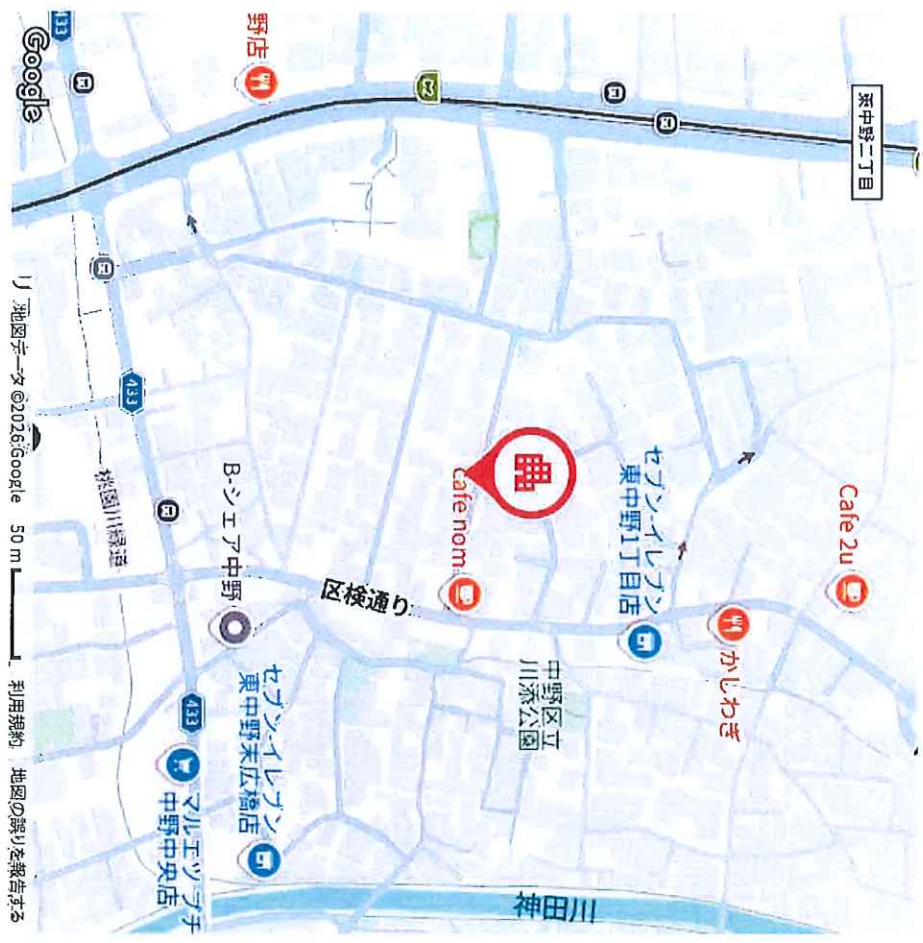 東中野二丁目
Cafe 2u
かしわぎ
セブン-イレブン
東中野1丁目店
中野区立
川添公園
cafe nom
区検通り
神田川
野店
B-シェア中野
セブン-イレブン
東中野末広橋店
マルエツ プチ
中野中央店
433
433
433
桃園川緑道
Google
地図データ ©2026 Google 50 m 利用規約 地図の誤りを報告する